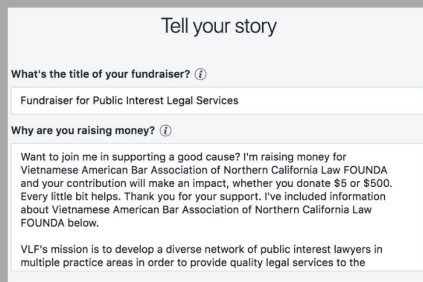 Tell your story
What's the title of your fundraiser? i
Fundraiser for Public Interest Legal Services
Why are you raising money? i
Want to join me in supporting a good cause? I'm raising money for
Vietnamese American Bar Association of Northern California Law FOUNDA
and your contribution will make an impact, whether you donate $5 or $500.
Every little bit helps. Thank you for your support. I've included information
about Vietnamese American Bar Association of Northern California Law
FOUNDA below.
VLF's mission is to develop a diverse network of public interest lawyers in
multiple practice areas in order to provide quality legal services to the